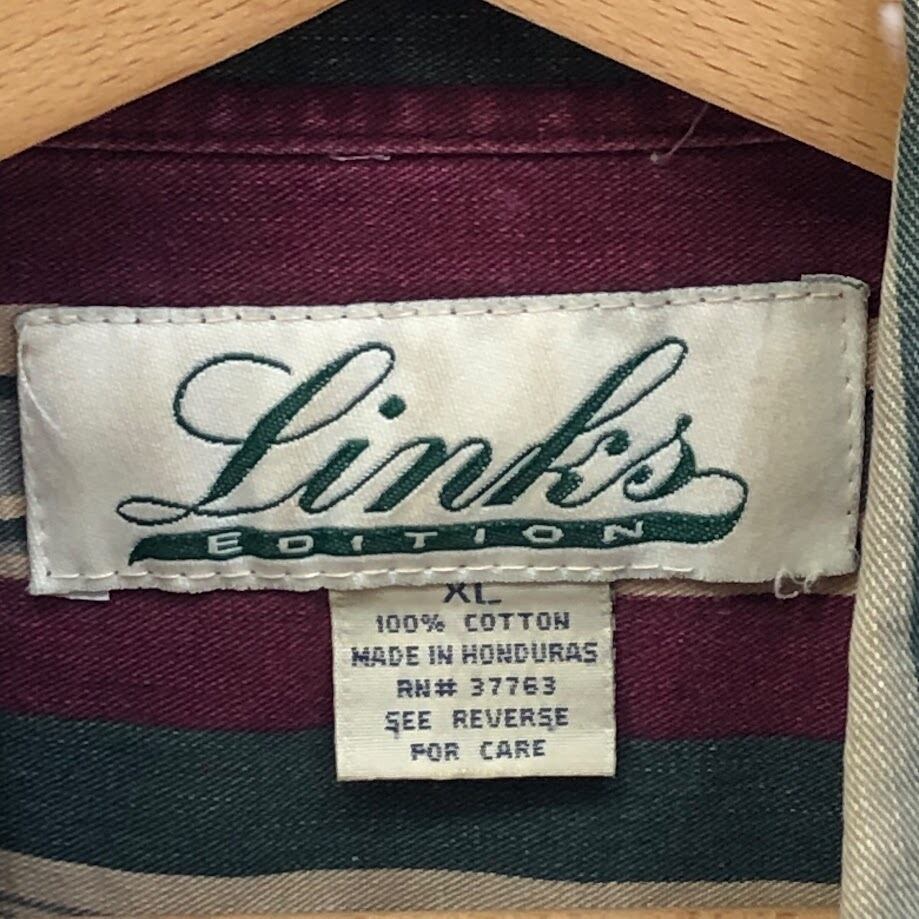 Links
EDITION
XL
100% COTTON
MADE IN HONDURAS
RN# 37763
SEE REVERSE
FOR CARE